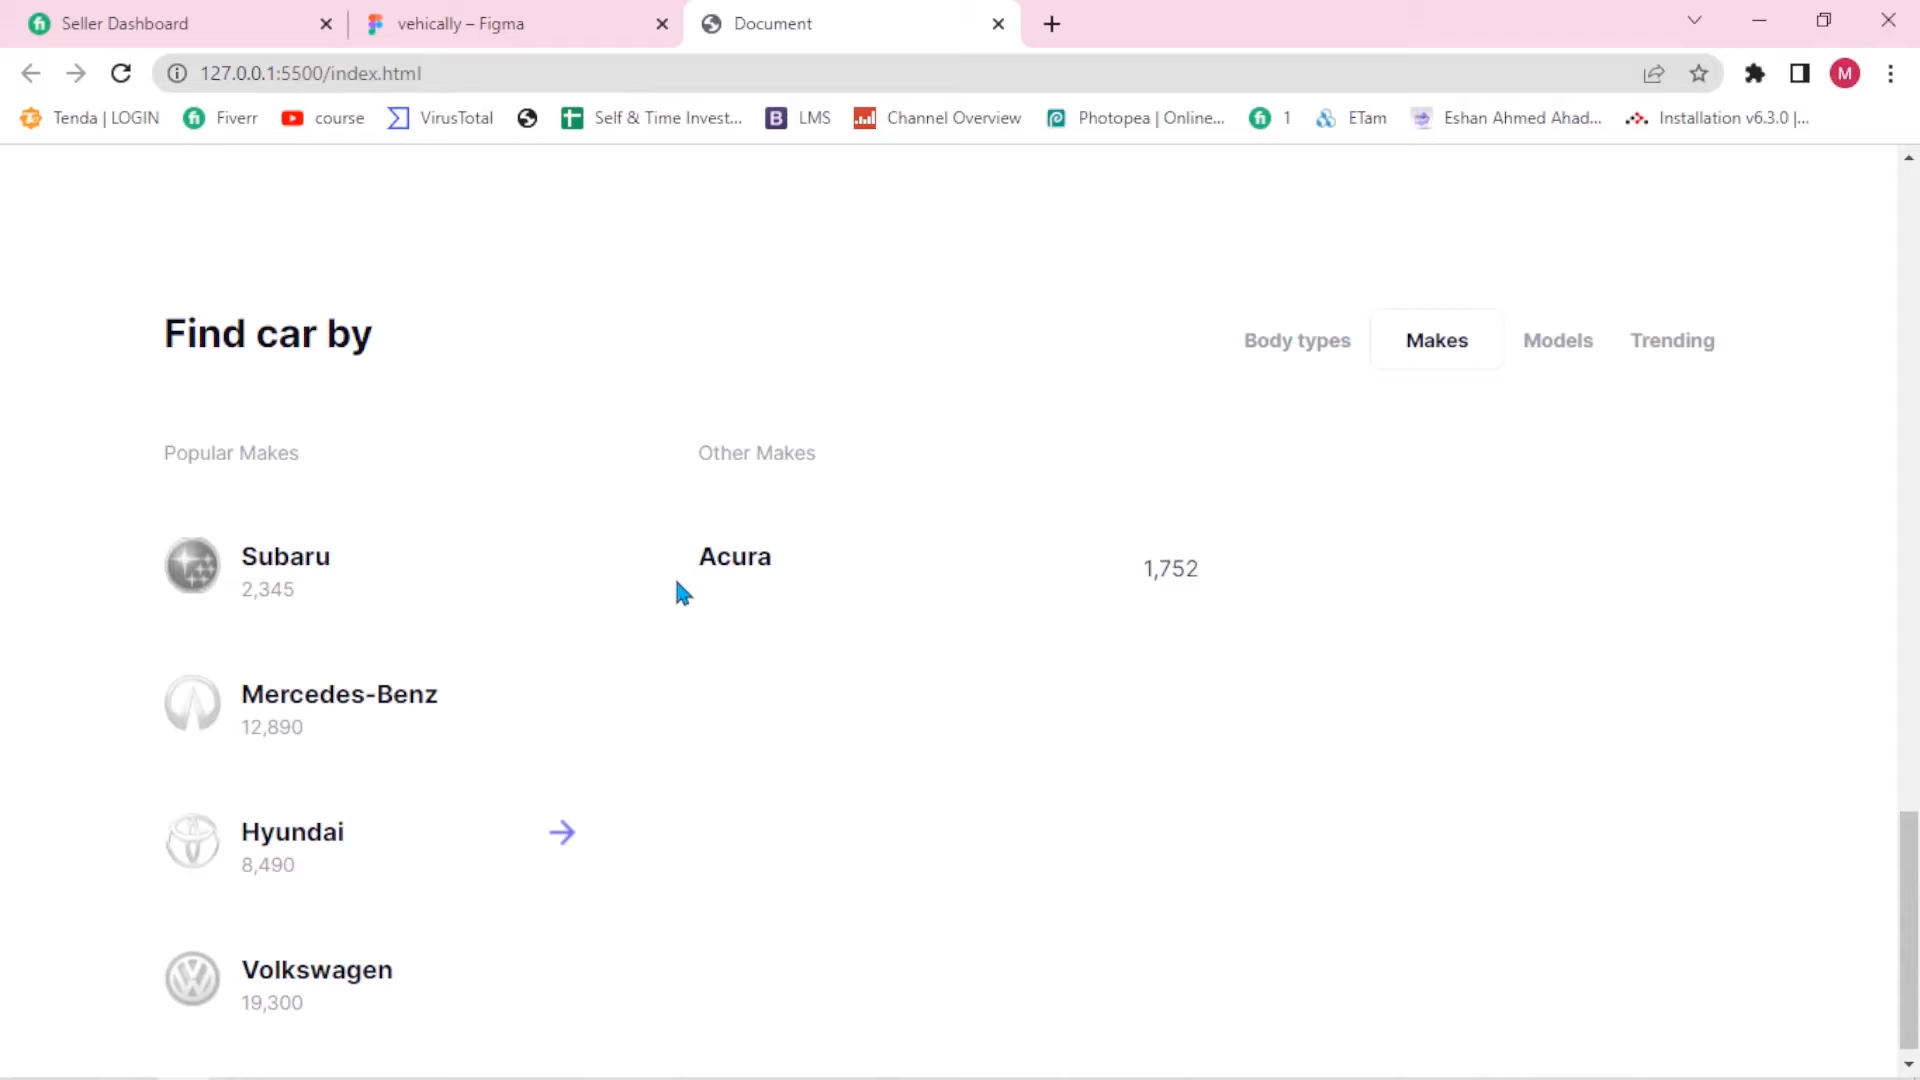 Seller Dashboard
vehically – Figma
Document
127.0.0.1:5500/index.html
M
Tenda | LOGIN
Fiverr
course
VirusTotal
Self & Time Invest...
B LMS
Channel Overview
Photopea | Online...
1
ETam
Eshan Ahmed Ahad...
Installation v6.3.0 |...
Find car by
Body types
Makes
Models
Trending
Popular Makes
Other Makes
Subaru
2,345
Acura
1,752
Mercedes-Benz
12,890
Hyundai
8,490
Volkswagen
19,300